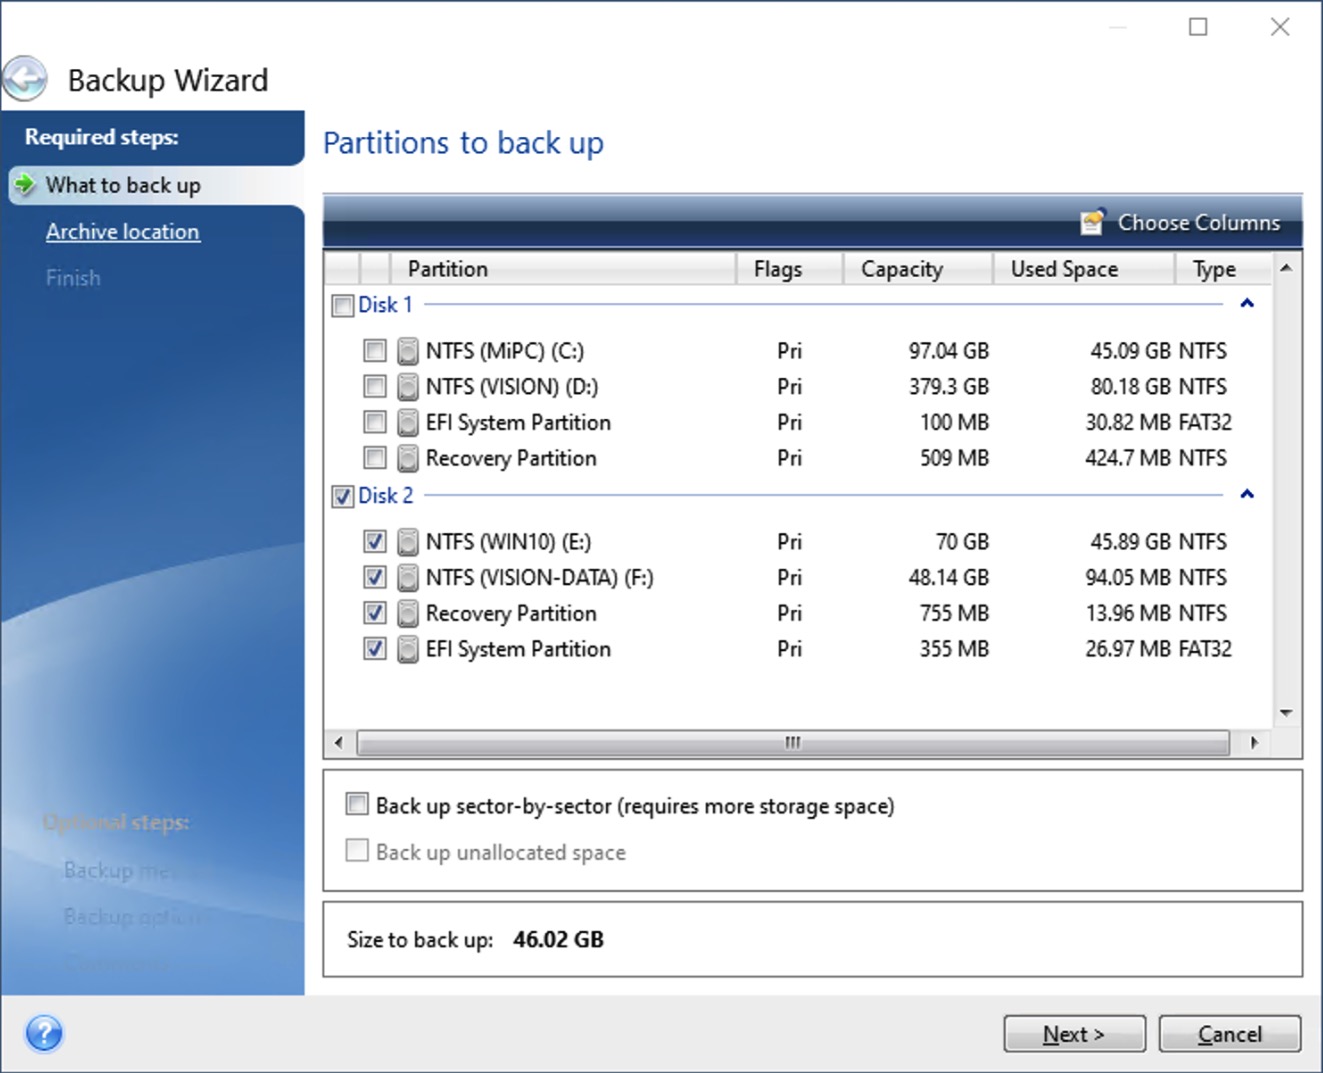 Backup Wizard
Required steps:
What to back up
Archive location
Finish
Optional steps:
Backup
Backup
Partitions to back up
Choose Columns
Partition Flags Capacity Used Space Type
Disk 1
NTFS (MiPC) (C:) Pri 97.04 GB 45.09 GB NTFS
NTFS (VISION) (D:) Pri 379.3 GB 80.18 GB NTFS
EFI System Partition Pri 100 MB 30.82 MB FAT32
Recovery Partition Pri 509 MB 424.7 MB NTFS
Disk 2
NTFS (WIN10) (E:) Pri 70 GB 45.89 GB NTFS
NTFS (VISION-DATA) (F:) Pri 48.14 GB 94.05 MB NTFS
Recovery Partition Pri 755 MB 13.96 MB NTFS
EFI System Partition Pri 355 MB 26.97 MB FAT32
Back up sector-by-sector (requires more storage space)
Back up unallocated space
Size to back up: 46.02 GB
?
Next >
Cancel